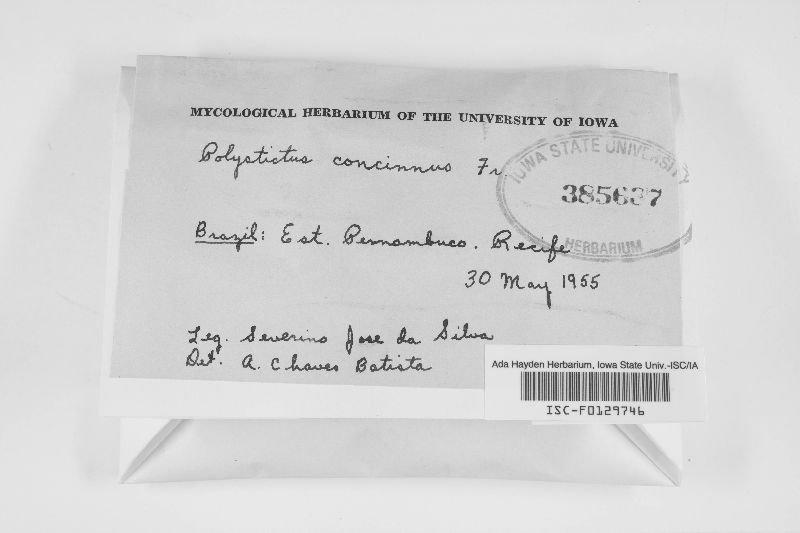 MYCOLOGICAL HERBARIUM OF THE UNIVERSITY OF IOWA
Polystictus concinnus Fr.
IOWA STATE UNIVERSITY
385637
HERBARIUM
Brazil: Est. Pernambuco. Recife
30 May 1955
Leg. Severino Jose da Silva
Det. A. Chaves Batista
Ada Hayden Herbarium, Iowa State Univ.-ISC/IA
ISC-F0129746